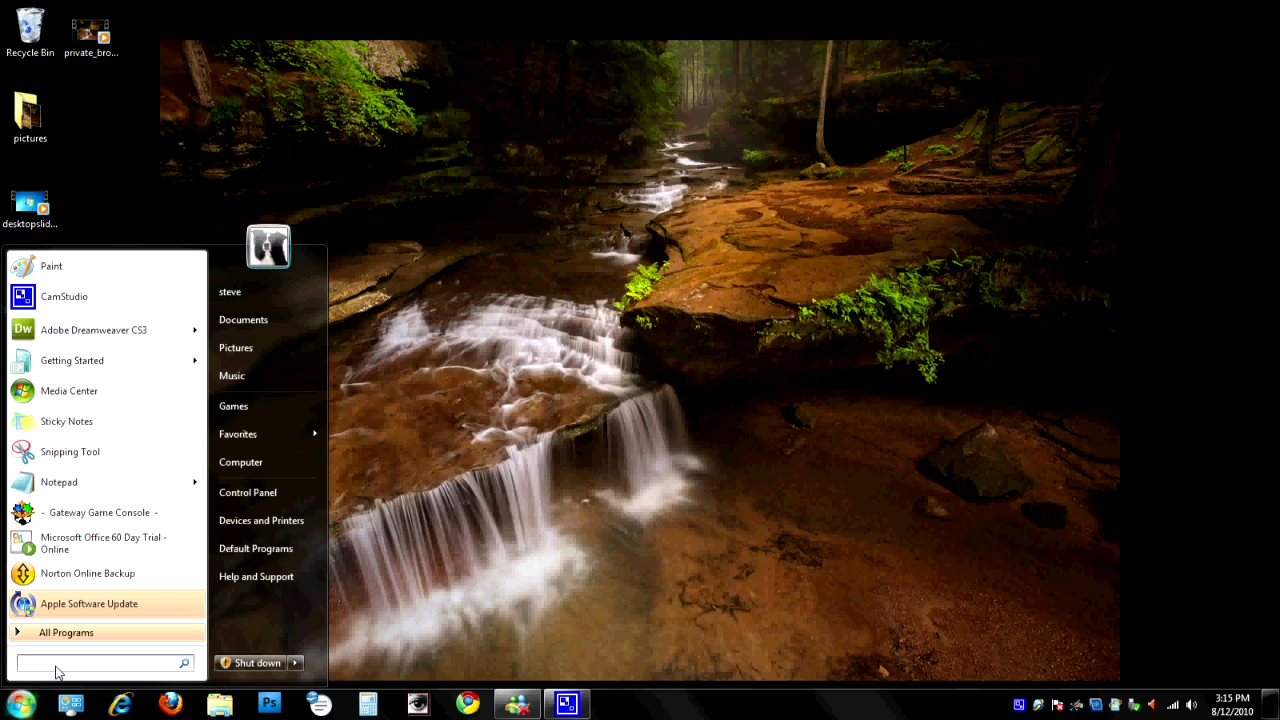 Recycle Bin
private_bro...
pictures
desktopslid...
Paint
CamStudio
Dw
Adobe Dreamweaver CS3
Getting Started
Media Center
Sticky Notes
Snipping Tool
Notepad
- Gateway Game Console -
Microsoft Office 60 Day Trial -
Online
Norton Online Backup
Apple Software Update
All Programs
steve
Documents
Pictures
Music
Games
Favorites
Computer
Control Panel
Devices and Printers
Default Programs
Help and Support
Shut down
Ps
3:15 PM
8/12/2010